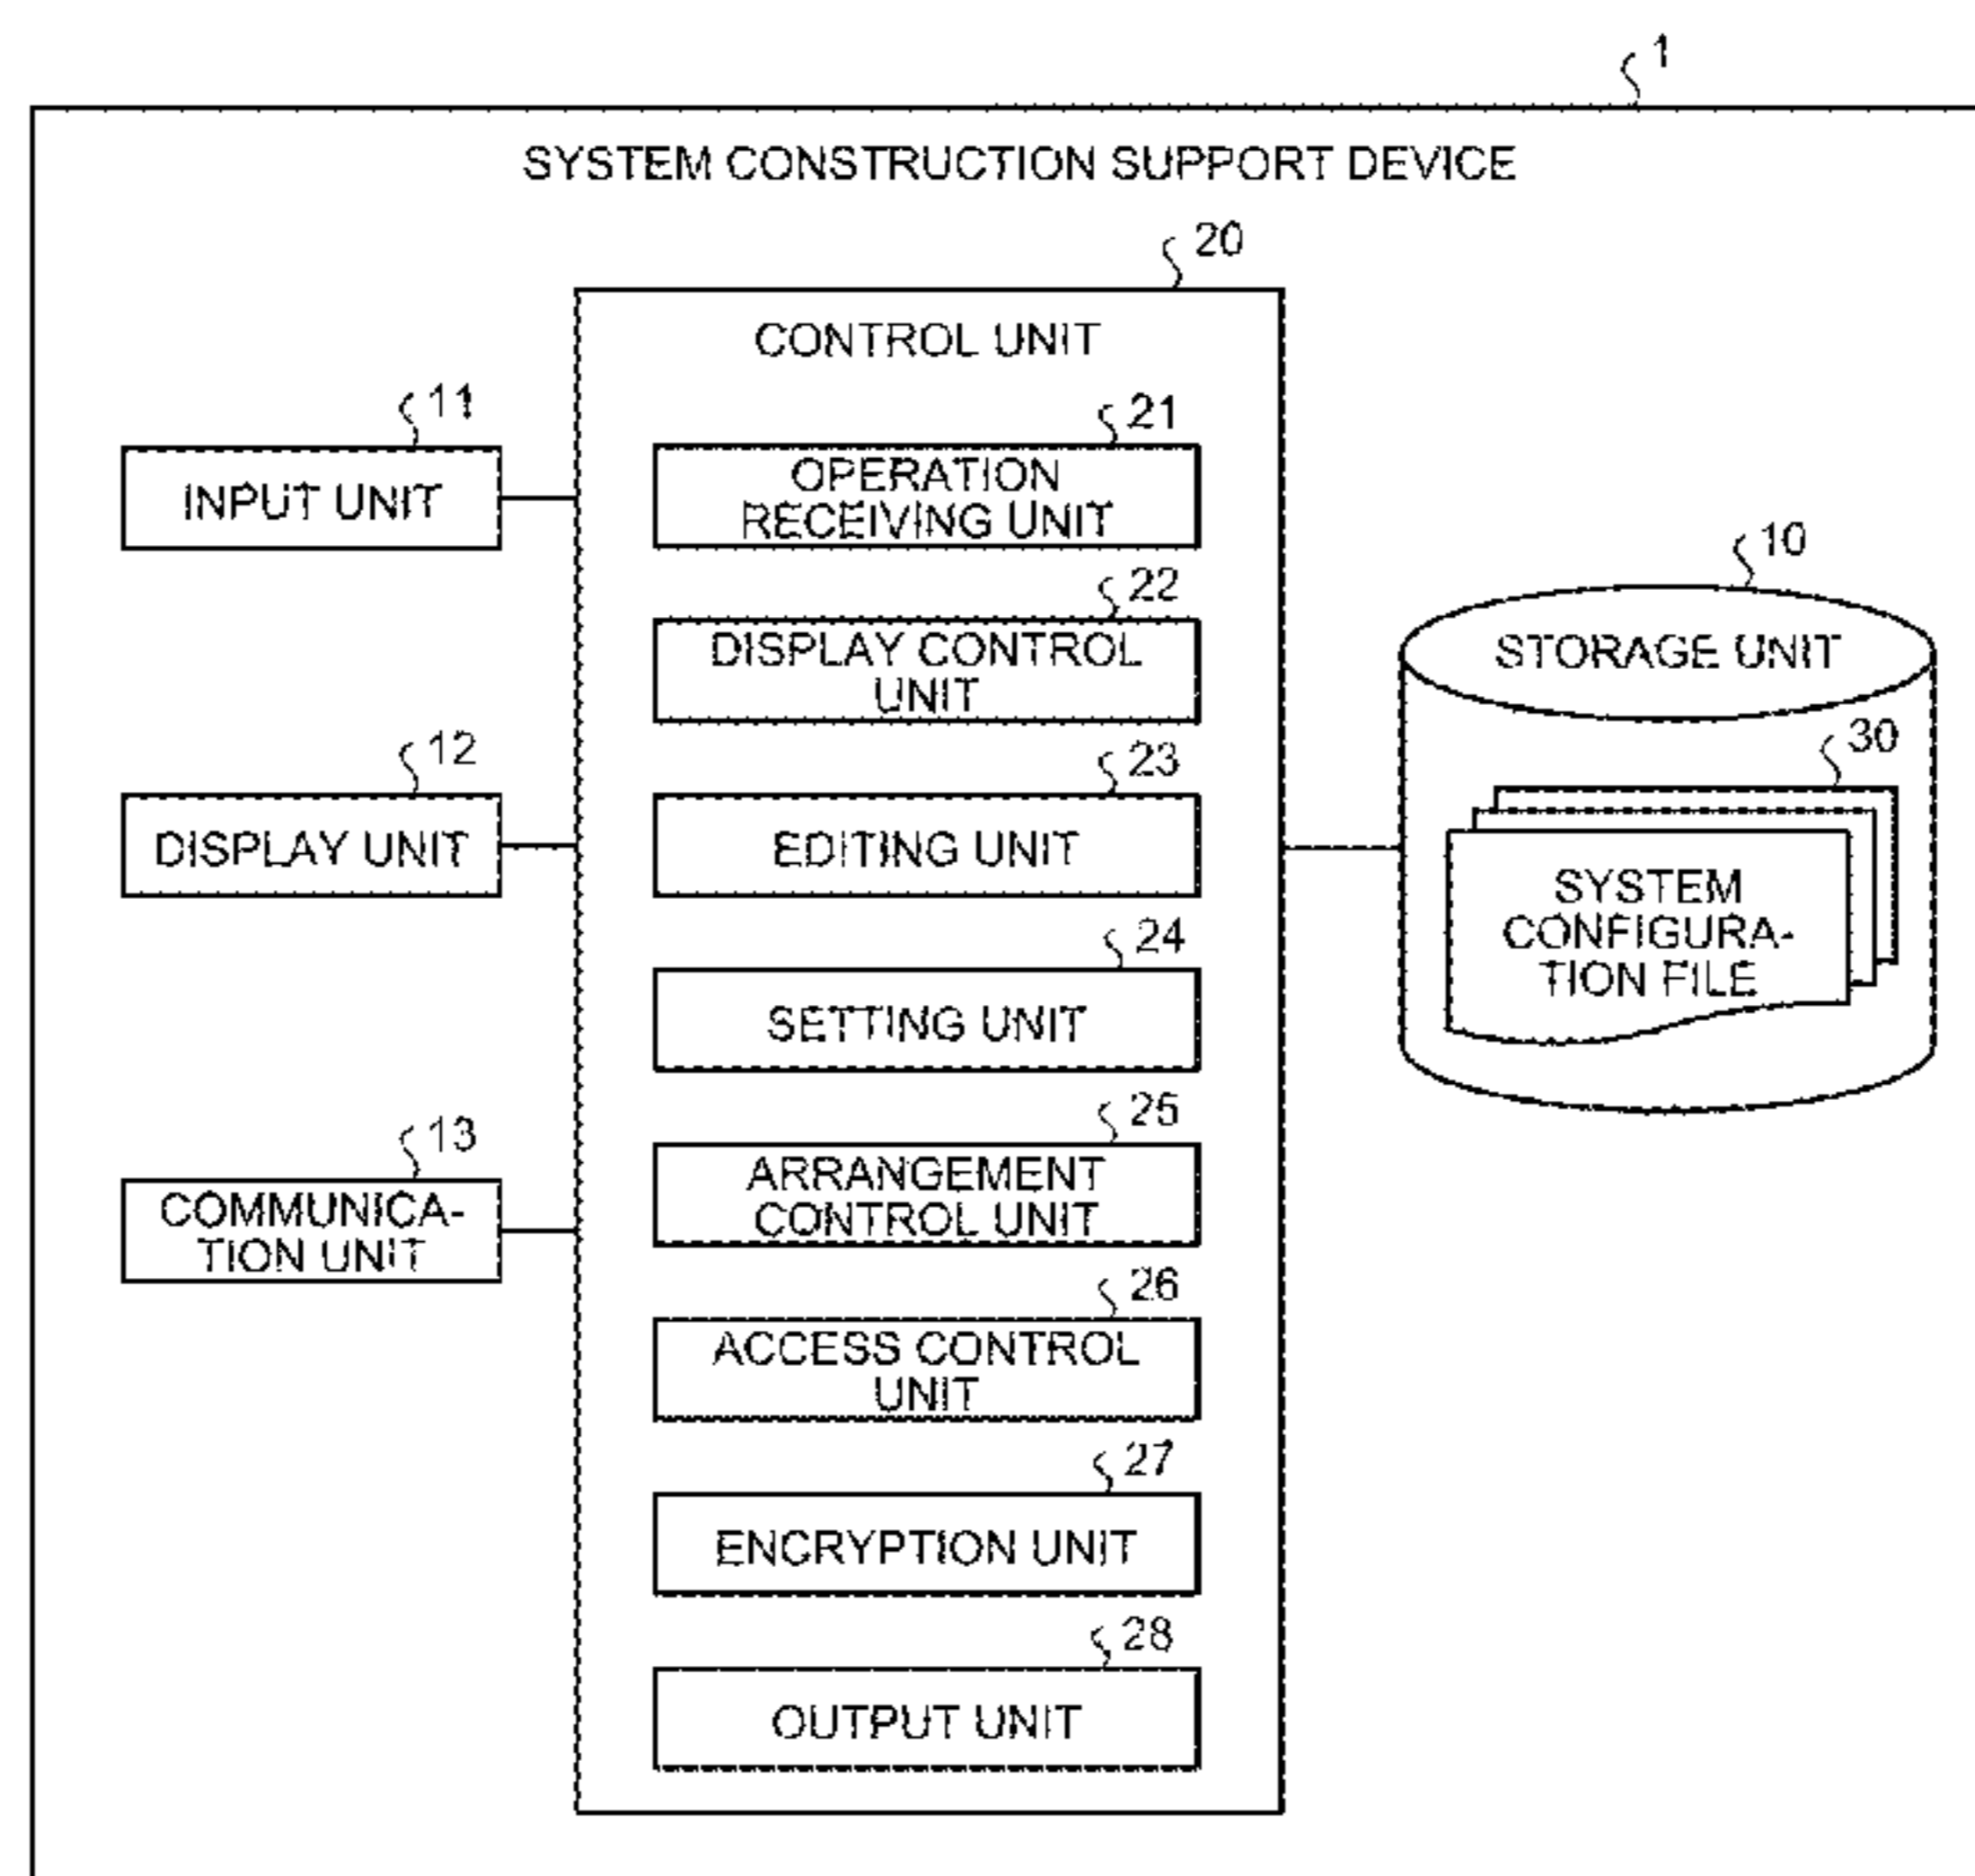 1
SYSTEM CONSTRUCTION SUPPORT DEVICE
20
CONTROL UNIT
11
INPUT UNIT
12
DISPLAY UNIT
13
COMMUNICA-
TION UNIT
21
OPERATION
RECEIVING UNIT
22
DISPLAY CONTROL
UNIT
23
EDITING UNIT
24
SETTING UNIT
25
ARRANGEMENT
CONTROL UNIT
26
ACCESS CONTROL
UNIT
27
ENCRYPTION UNIT
28
OUTPUT UNIT
10
STORAGE UNIT
30
SYSTEM
CONFIGURA-
TION FILE